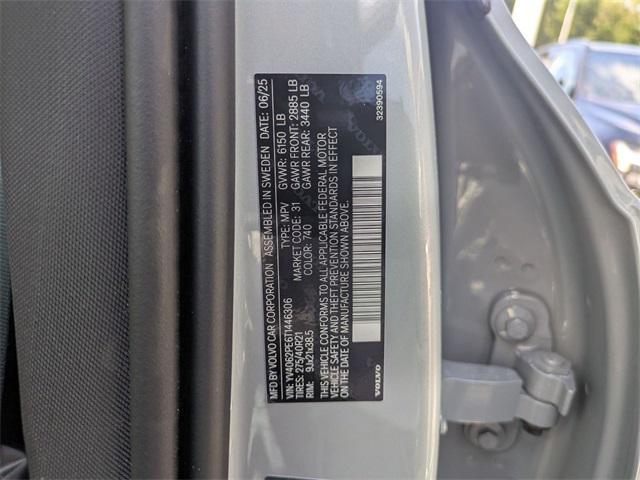 MFD BY VOLVO CAR CORPORATION ASSEMBLED IN SWEDEN DATE: 06/25
VIN: YV4062PE6T1446306 TYPE: MPV GVWR: 6150 LB
TIRES: 275/40R21 MARKET CODE: 31 GAWR FRONT: 2885 LB
RIM: 9Jx21x38.5 COLOR: 740 GAWR REAR: 3440 LB
THIS VEHICLE CONFORMS TO ALL APPLICABLE FEDERAL MOTOR
VEHICLE SAFETY AND THEFT PREVENTION STANDARDS IN EFFECT
ON THE DATE OF MANUFACTURE SHOWN ABOVE.
VOLVO 32390594